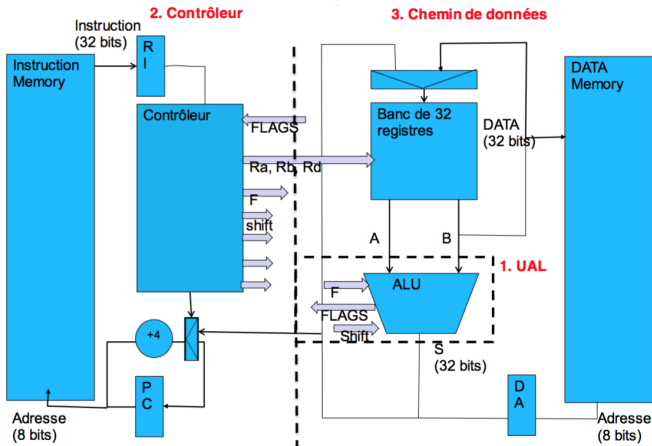 2. Contrôleur
3. Chemin de données
Instruction
(32 bits)
R
I
Instruction
Memory
Contrôleur
FLAGS
Ra, Rb, Rd
F
shift
+4
P
C
Adresse
(8 bits)
Banc de 32
registres
DATA
(32 bits)
DATA
Memory
A
B
1. UAL
ALU
F
FLAGS
Shift
S
(32 bits)
D
A
Adresse
(8 bits)